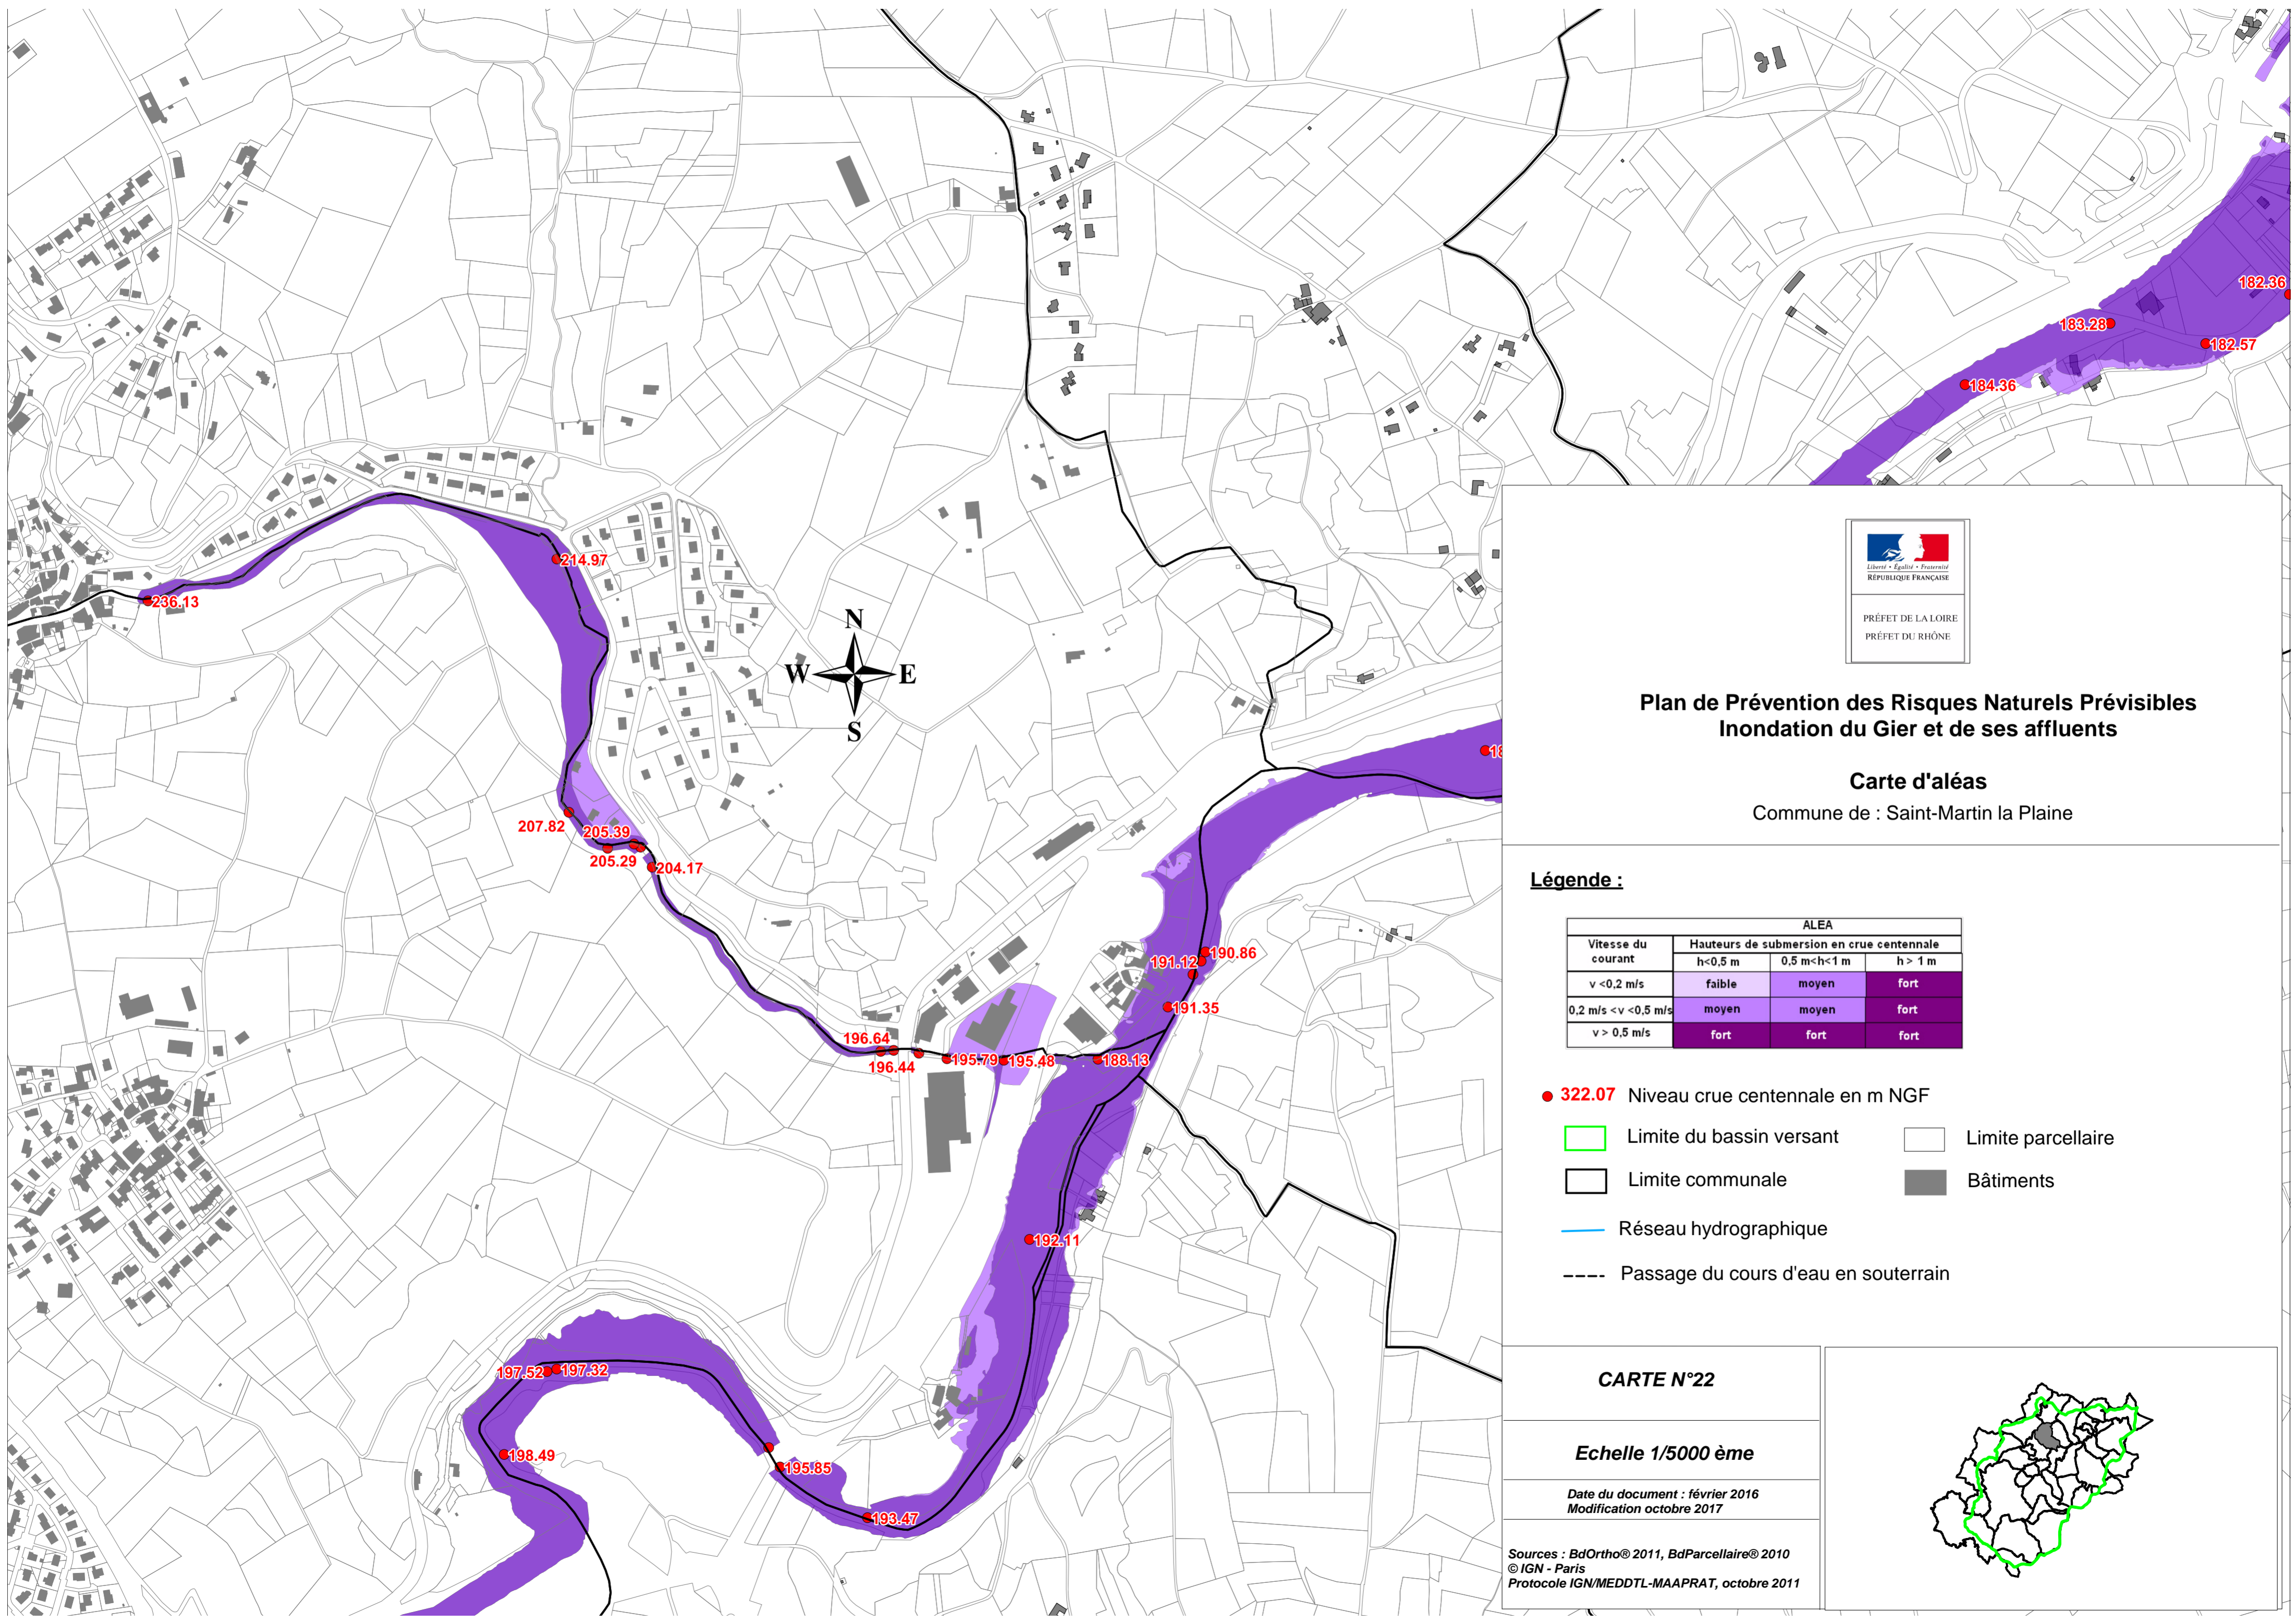 182.36
183.28
182.57
184.36
214.97
236.13
N
W
E
S
207.82
205.39
205.29
204.17
190.86
191.12
191.35
196.64
196.44
195.79
195.48
188.13
192.11
197.52
197.32
198.49
195.85
193.47
Liberté • Égalité • Fraternité
RÉPUBLIQUE FRANÇAISE
PRÉFET DE LA LOIRE
PRÉFET DU RHÔNE
Plan de Prévention des Risques Naturels Prévisibles
Inondation du Gier et de ses affluents
Carte d'aléas
Commune de : Saint-Martin la Plaine
Légende :
ALEA
Vitesse du courant
Hauteurs de submersion en crue centennale
h<0,5 m
0,5 m<h<1 m
h > 1 m
v <0,2 m/s
faible
moyen
fort
0,2 m/s <v <0,5 m/s
moyen
moyen
fort
v > 0,5 m/s
fort
fort
fort
322.07 Niveau crue centennale en m NGF
Limite du bassin versant
Limite parcellaire
Limite communale
Bâtiments
Réseau hydrographique
Passage du cours d'eau en souterrain
CARTE N°22
Echelle 1/5000 ème
Date du document : février 2016
Modification octobre 2017
Sources : BdOrtho® 2011, BdParcellaire® 2010
© IGN - Paris
Protocole IGN/MEDDTL-MAAPRAT, octobre 2011